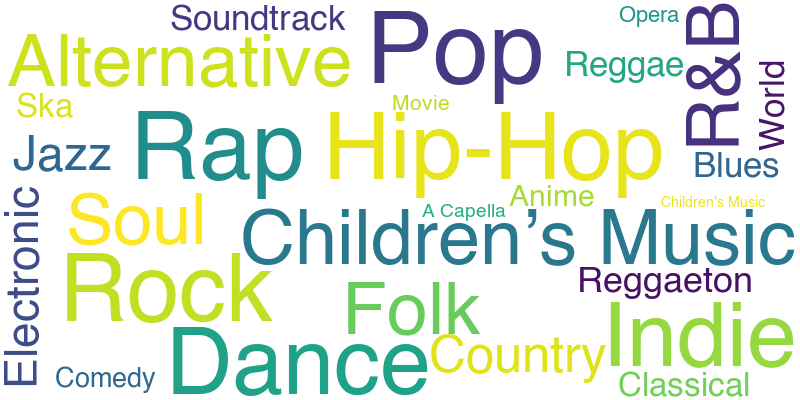 Soundtrack
Pop
Opera
R&B
Alternative
Reggae
World
Ska
Movie
Rap
Hip-Hop
Jazz
Blues
Electronic
Soul
A Capella
Anime
Children's Music
Children’s Music
Rock
Folk
Reggaeton
Dance
Country
Indie
Comedy
Classical